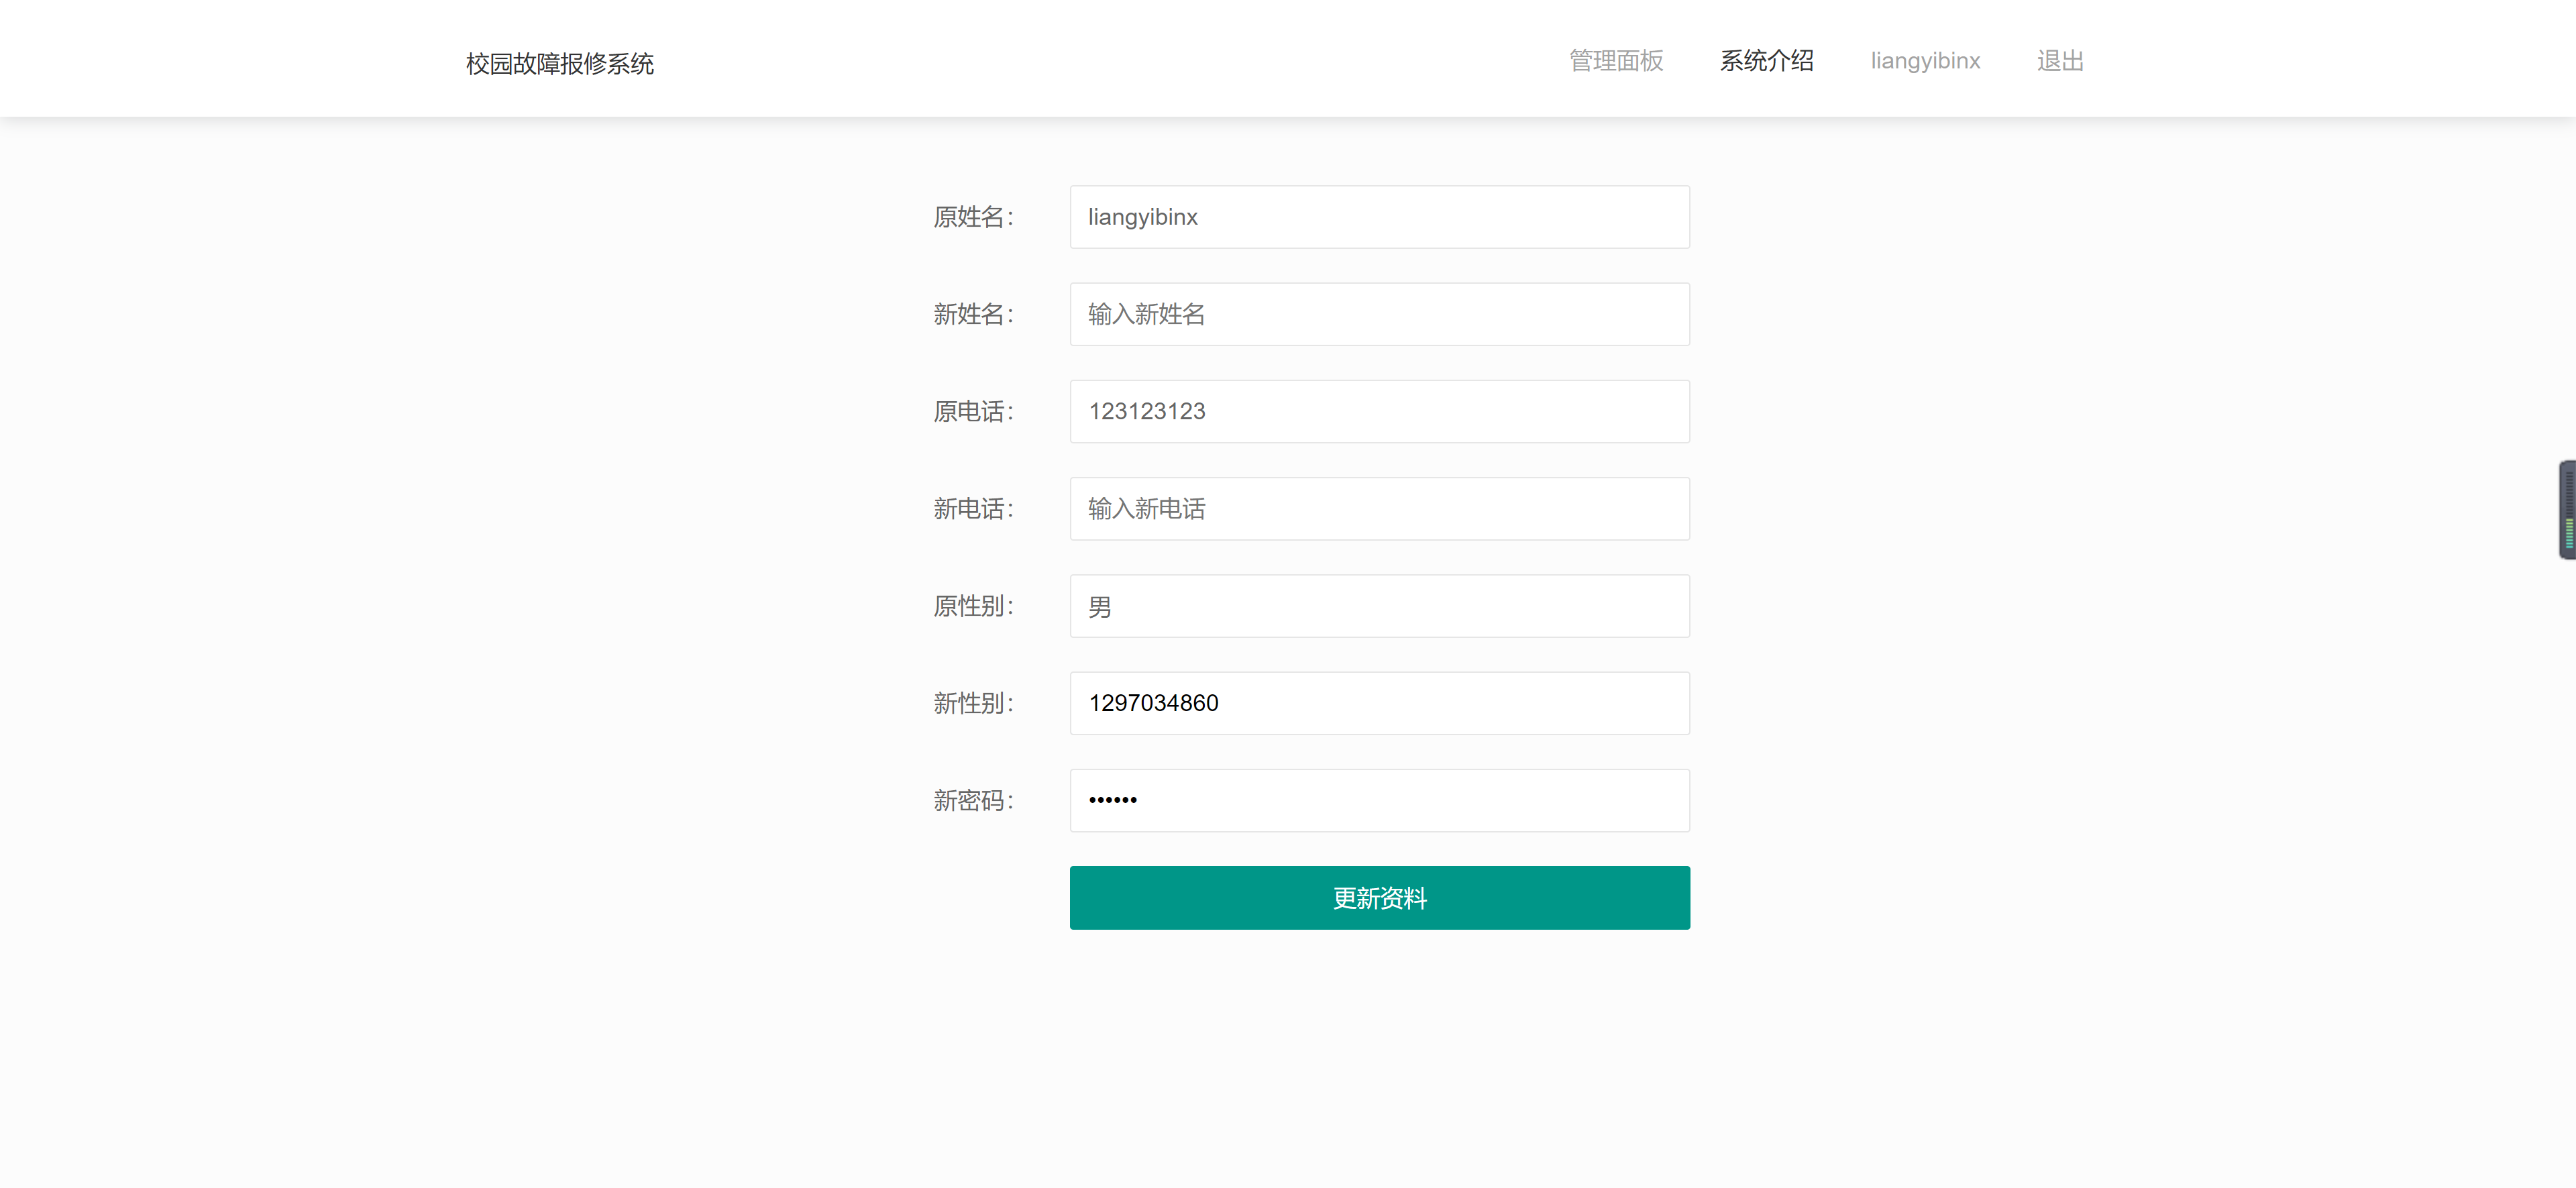 校园故障报修系统
管理面板 系统介绍 liangyibinx 退出
原姓名： liangyibinx
新姓名： 输入新姓名
原电话： 123123123
新电话： 输入新电话
原性别： 男
新性别： 1297034860
新密码： ••••••
更新资料